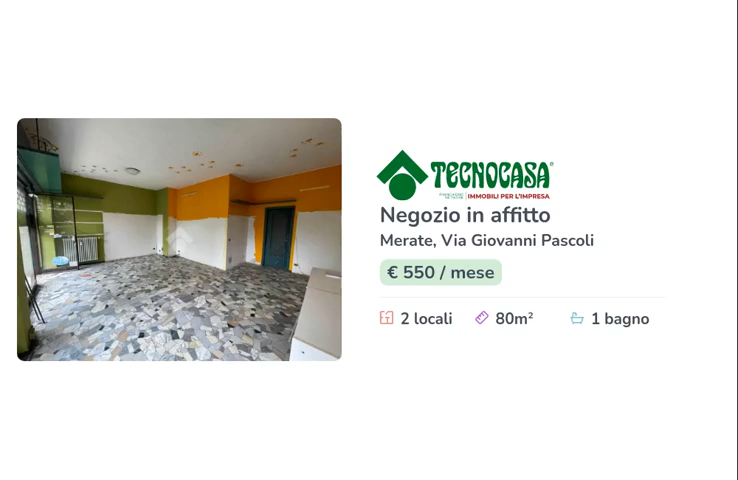 TECNOCASA
IMMOBILI PER L'IMPRESA
Negozio in affitto
Merate, Via Giovanni Pascoli
€ 550 / mese
2 locali 80m² 1 bagno